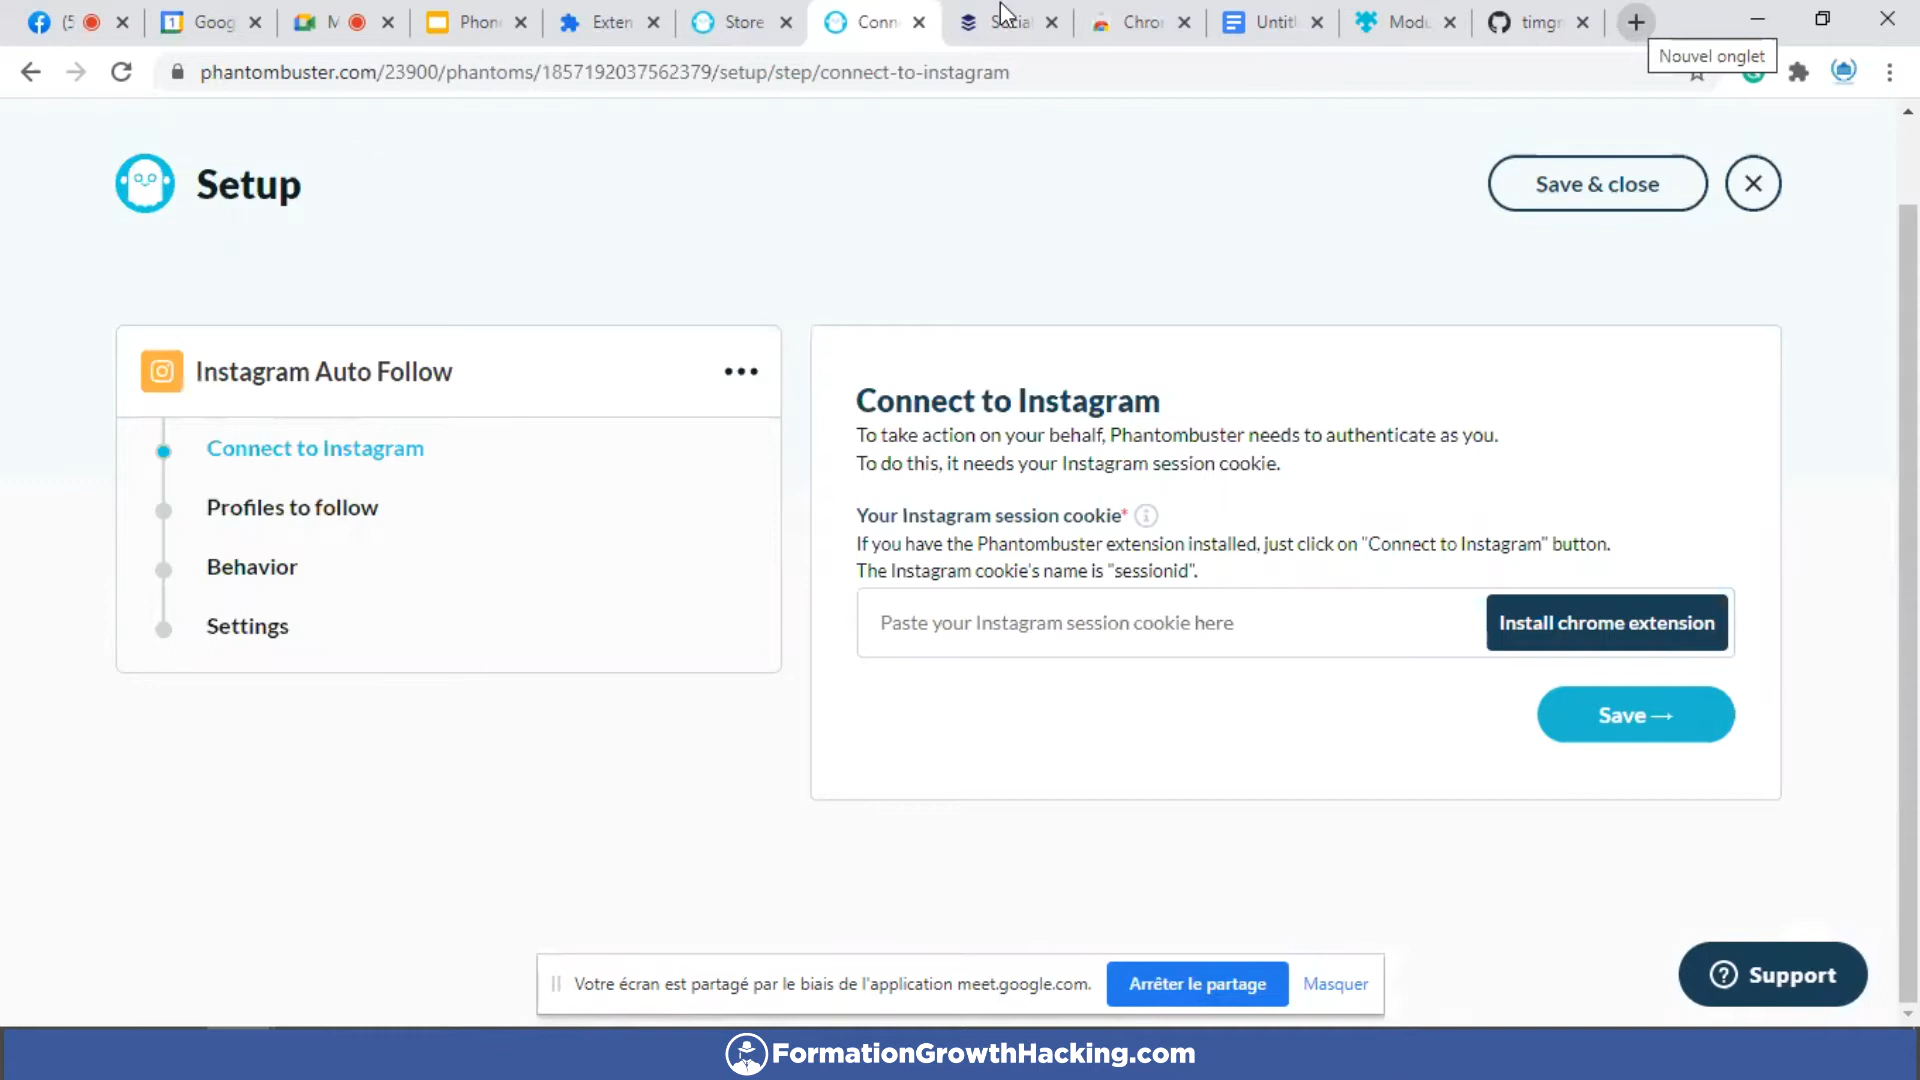 (5
Goog
M
Phon
Exten
Store
Conn
Social
Chro
Untitl
Modu
timgr
Nouvel onglet
phantombuster.com/23900/phantoms/1857192037562379/setup/step/connect-to-instagram
Setup
Save & close
Instagram Auto Follow
Connect to Instagram
Profiles to follow
Behavior
Settings
Connect to Instagram
To take action on your behalf, Phantombuster needs to authenticate as you.
To do this, it needs your Instagram session cookie.
Your Instagram session cookie*
If you have the Phantombuster extension installed, just click on "Connect to Instagram" button.
The Instagram cookie's name is "sessionid".
Paste your Instagram session cookie here
Install chrome extension
Save →
Votre écran est partagé par le biais de l'application meet.google.com.
Arrêter le partage
Masquer
Support
FormationGrowthHacking.com